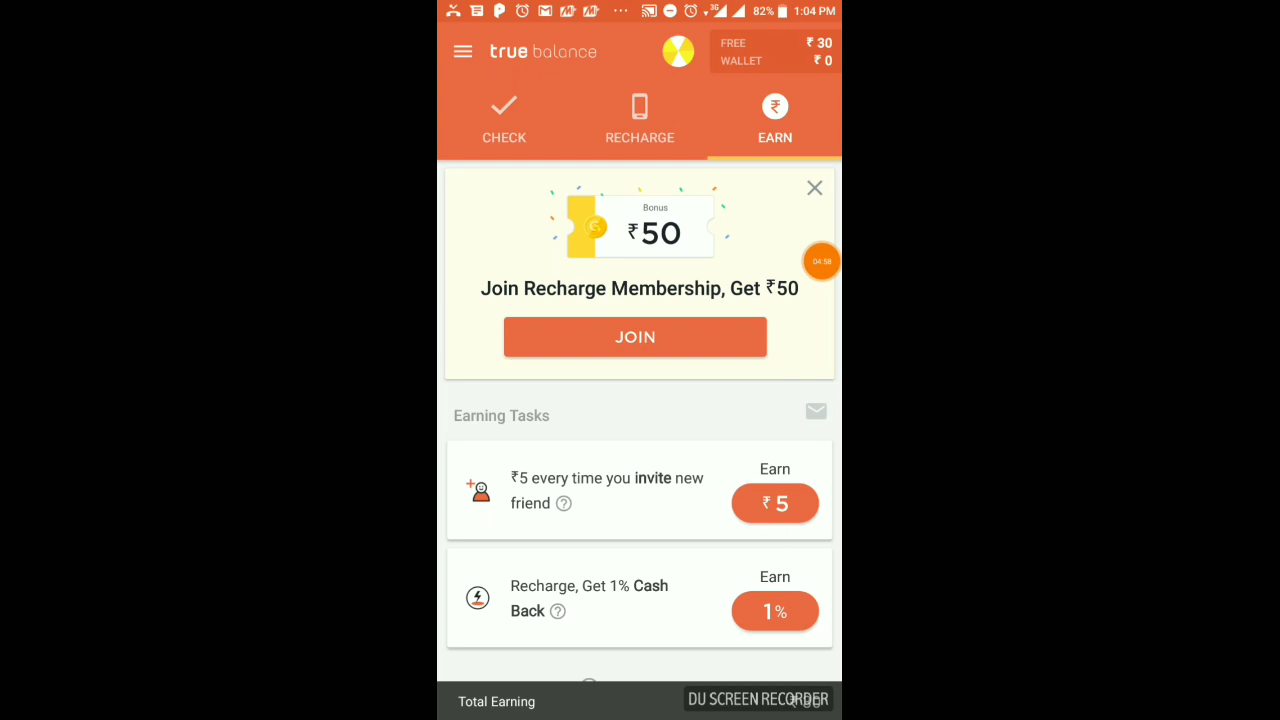 3G 82% 1:04 PM
true balance
FREE ₹ 30
WALLET ₹ 0
CHECK RECHARGE EARN
Bonus
₹50
04:58
Join Recharge Membership, Get ₹50
JOIN
Earning Tasks
₹5 every time you invite new
friend ?
Earn
₹ 5
Recharge, Get 1% Cash
Back ?
Earn
1%
Total Earning
DU SCREEN RECORDER